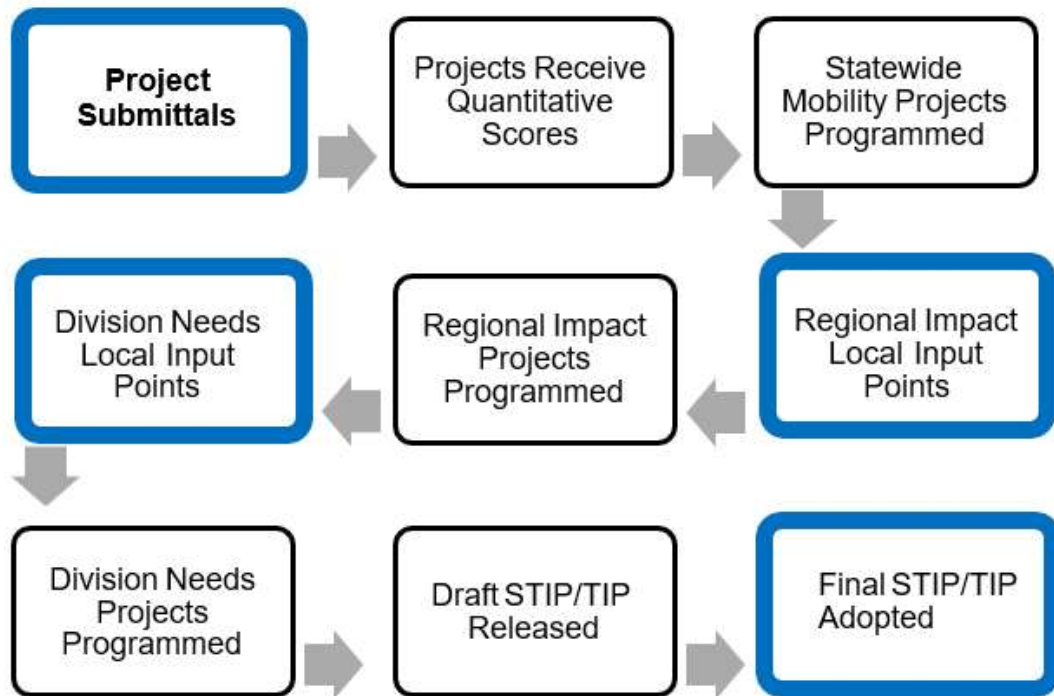 Project
Submittals
Projects Receive
Quantitative
Scores
Statewide
Mobility Projects
Programmed
Regional Impact
Local Input
Points
Regional Impact
Projects
Programmed
Division Needs
Local Input
Points
Division Needs
Projects
Programmed
Draft STIP/TIP
Released
Final STIP/TIP
Adopted